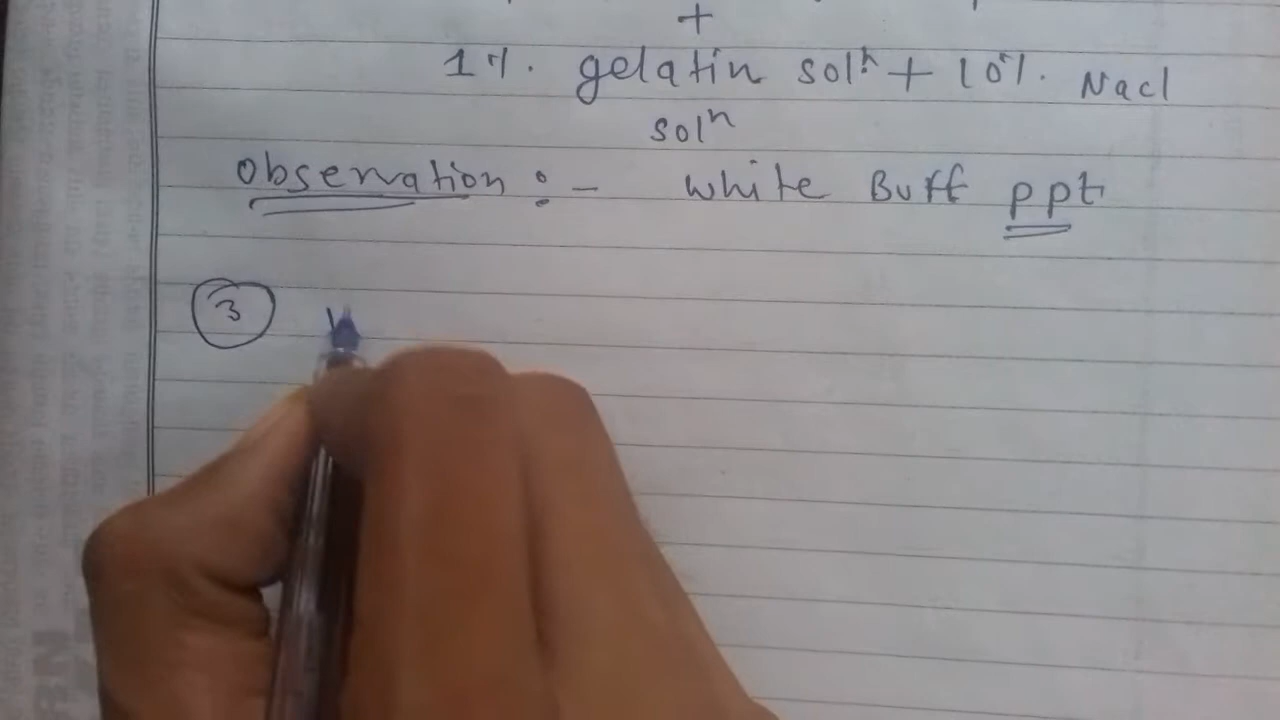 +
1%. gelatin solⁿ + 10%. Nacl
solⁿ
Observation :- White Buff ppt
3